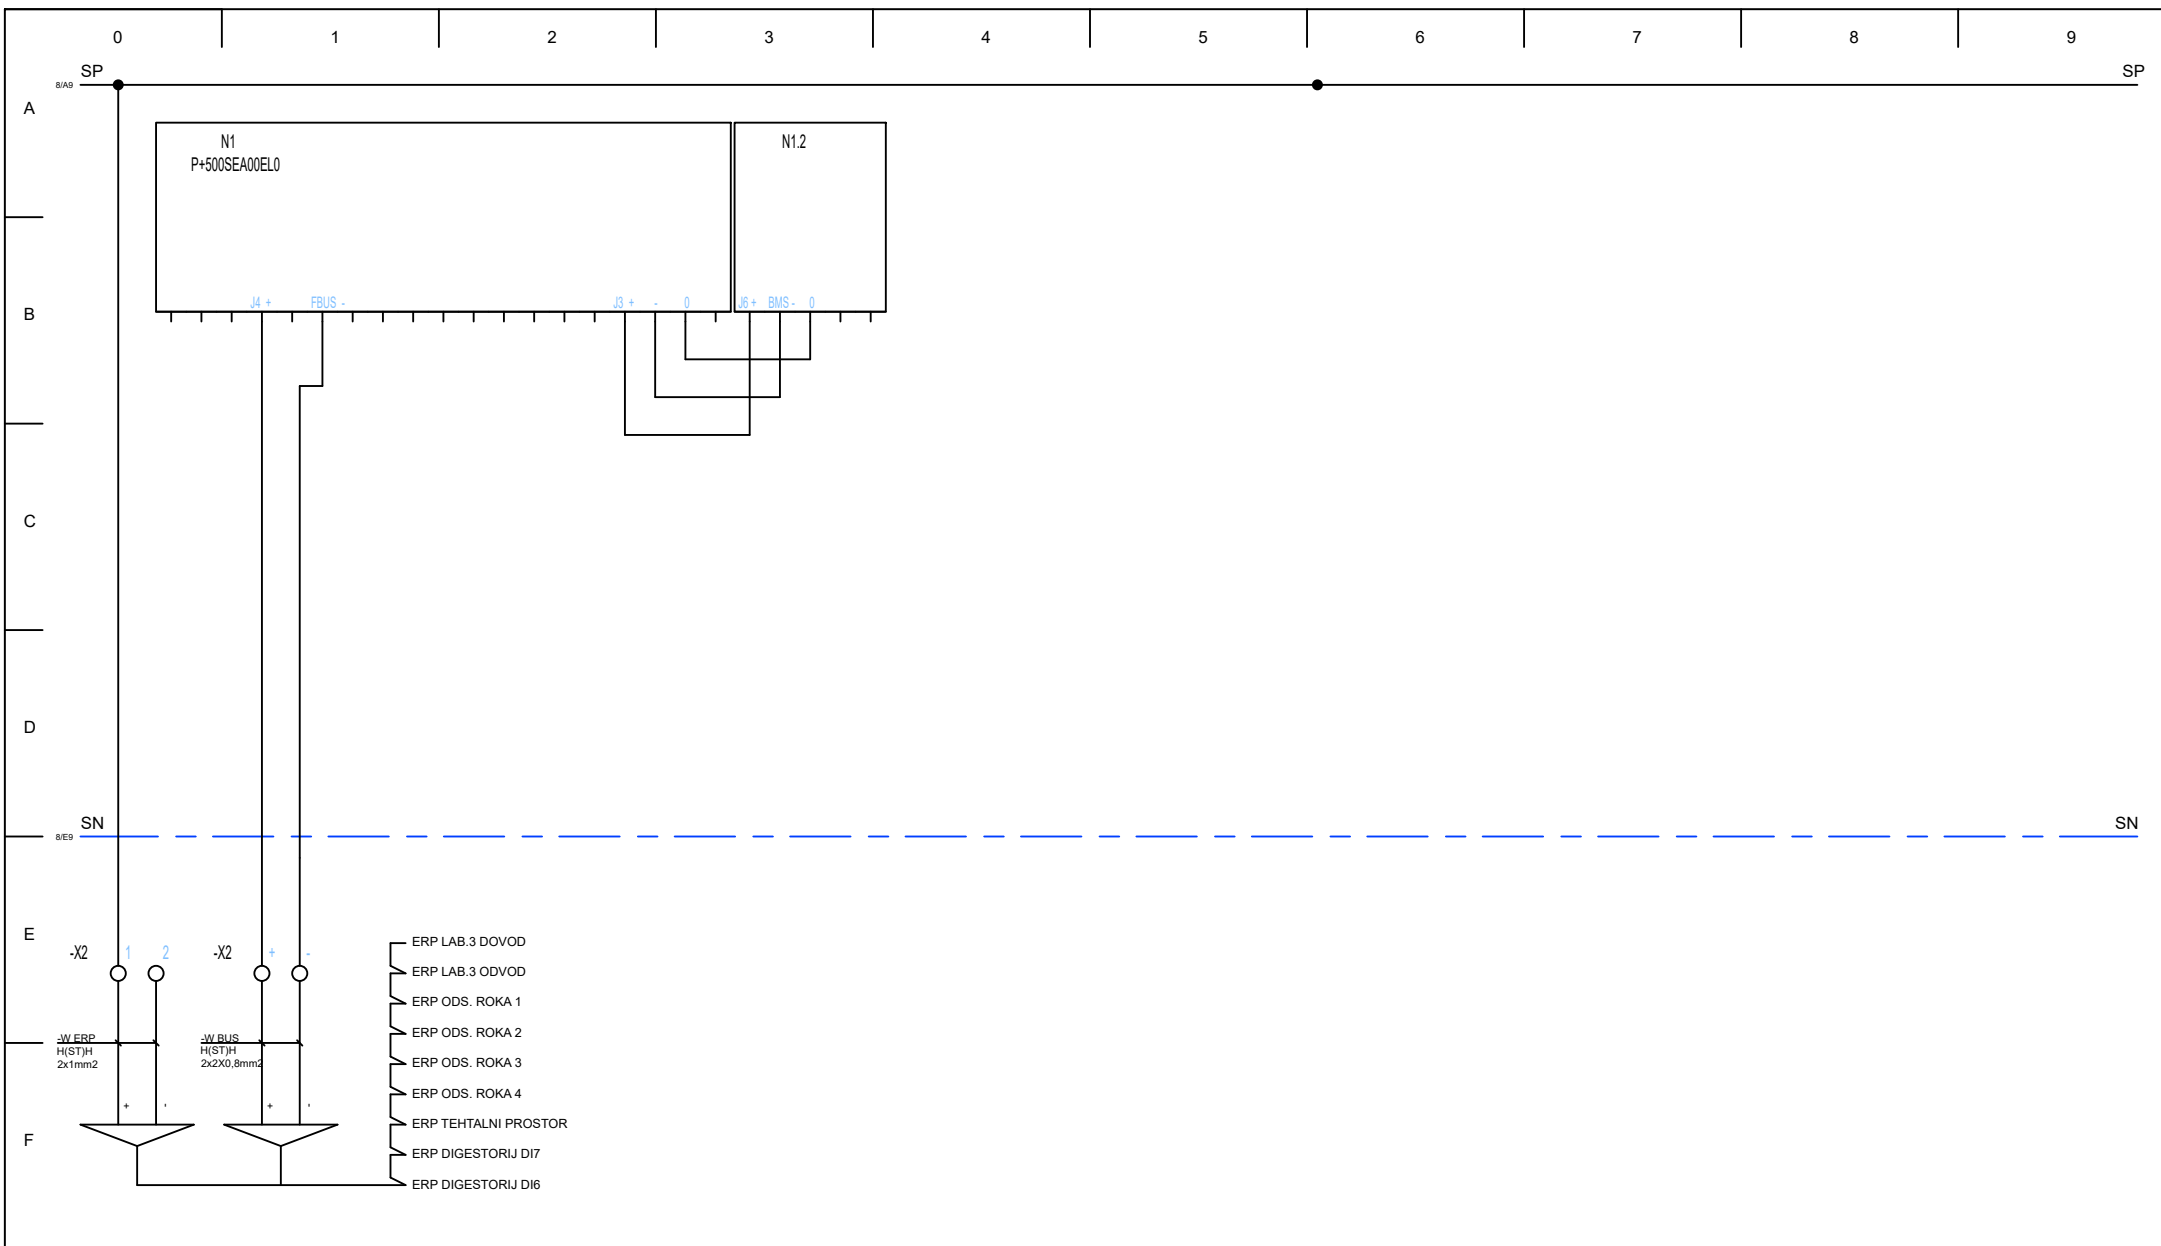 0 1 2 3 4 5 6 7 8 9
SP SP
8/A9
A
N1 N1.2
P+500SEA00EL0
J4 + FBUS - J3 + - 0 J6 + BMS - 0
B
C
D
SN SN
8/E9
E
-X2 1 2 -X2 + -
ERP LAB.3 DOVOD
ERP LAB.3 ODVOD
ERP ODS. ROKA 1
ERP ODS. ROKA 2
-W ERP -W BUS
H(ST)H H(ST)H
2x1mm2 2x2X0,8mm2
ERP ODS. ROKA 3
ERP ODS. ROKA 4
+ - + -
ERP TEHTALNI PROSTOR
F
ERP DIGESTORIJ DI7
ERP DIGESTORIJ DI6